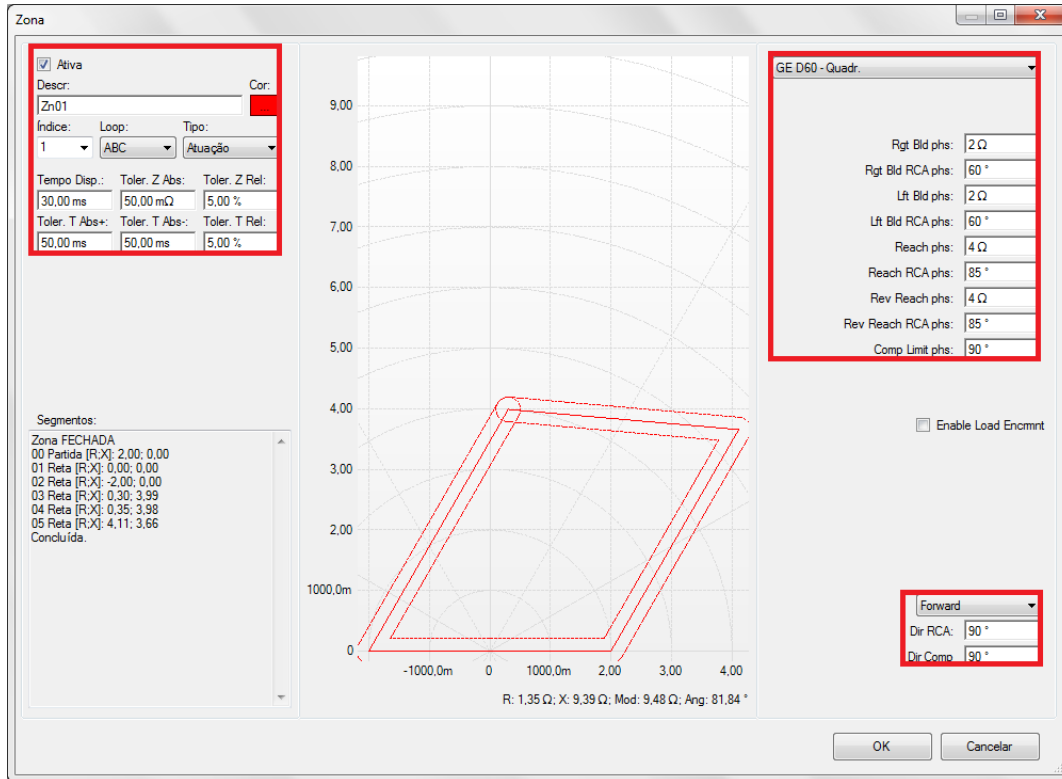 Zona
Ativa
Descr: Cor:
Zn01 ...
Índice: Loop: Tipo:
1 ABC Atuação
Tempo Disp.: Toler. Z Abs: Toler. Z Rel:
30,00 ms 50,00 mΩ 5,00 %
Toler. T Abs+: Toler. T Abs-: Toler. T Rel:
50,00 ms 50,00 ms 5,00 %
Segmentos:
Zona FECHADA
00 Partida [R;X]: 2,00; 0,00
01 Reta [R;X]: 0,00; 0,00
02 Reta [R;X]: -2,00; 0,00
03 Reta [R;X]: 0,30; 3,99
04 Reta [R;X]: 0,35; 3,98
05 Reta [R;X]: 4,11; 3,66
Concluída.
9,00
8,00
7,00
6,00
5,00
4,00
3,00
2,00
1000,0m
0
-1000,0m 0 1000,0m 2,00 3,00 4,00
R: 1,35 Ω; X: 9,39 Ω; Mod: 9,48 Ω; Ang: 81,84 °
GE D60 - Quadr.
Rgt Bld phs: 2 Ω
Rgt Bld RCA phs: 60 °
Lft Bld phs: 2 Ω
Lft Bld RCA phs: 60 °
Reach phs: 4 Ω
Reach RCA phs: 85 °
Rev Reach phs: 4 Ω
Rev Reach RCA phs: 85 °
Comp Limit phs: 90 °
Enable Load Encmnt
Forward
Dir RCA: 90 °
Dir Comp 90 °
OK Cancelar